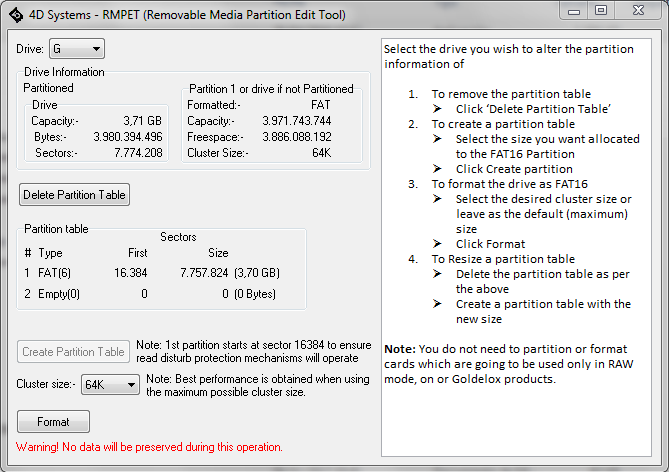 4D Systems - RMPET (Removable Media Partition Edit Tool)
Drive: G
Drive Information
Partitioned
Drive
Capacity:- 3,71 GB
Bytes:- 3.980.394.496
Sectors:- 7.774.208
Partition 1 or drive if not Partitioned
Formatted:- FAT
Capacity:- 3.971.743.744
Freespace:- 3.886.088.192
Cluster Size:- 64K
Delete Partition Table
Partition table
Sectors
# Type First Size
1 FAT(6) 16.384 7.757.824 (3,70 GB)
2 Empty(0) 0 0 (0 Bytes)
Create Partition Table
Note: 1st partition starts at sector 16384 to ensure
read disturb protection mechanisms will operate
Cluster size:- 64K
Note: Best performance is obtained when using
the maximum possible cluster size.
Format
Warning! No data will be preserved during this operation.
Select the drive you wish to alter the partition
information of
1. To remove the partition table
➢ Click ‘Delete Partition Table’
2. To create a partition table
➢ Select the size you want allocated
to the FAT16 Partition
➢ Click Create partition
3. To format the drive as FAT16
➢ Select the desired cluster size or
leave as the default (maximum)
size
➢ Click Format
4. To Resize a partition table
➢ Delete the partition table as per
the above
➢ Create a partition table with the
new size
Note: You do not need to partition or format
cards which are going to be used only in RAW
mode, on or Goldelox products.